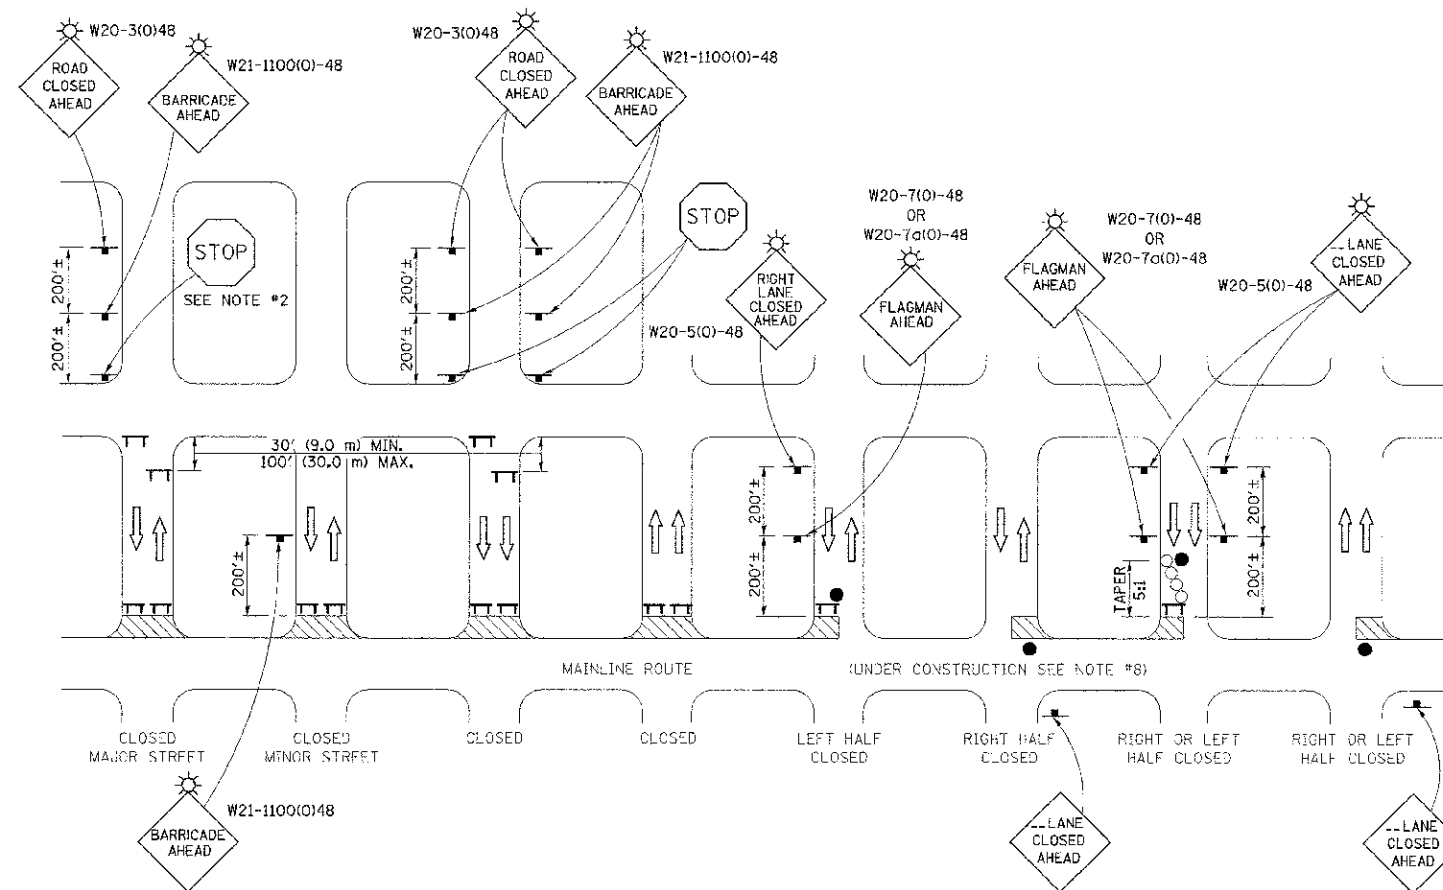 W20-3(0)48
ROAD
CLOSED
AHEAD
W21-1100(0)-48
BARRICADE
AHEAD
W20-3(0)48
ROAD
CLOSED
AHEAD
W21-1100(0)-48
BARRICADE
AHEAD
STOP
SEE NOTE #2
200'±
200'±
200'±
200'±
STOP
W20-7(0)-48
OR
W20-7a(0)-48
RIGHT
LANE
CLOSED
AHEAD
W20-5(0)-48
FLAGMAN
AHEAD
FLAGMAN
AHEAD
W20-7(0)-48
OR
W20-7a(0)-48
W20-5(0)-48
__LANE
CLOSED
AHEAD
30' (9.0 m) MIN.
100' (30.0 m) MAX.
200'±
200'±
200'±
TAPER
5:1
200'±
200'±
MAINLINE ROUTE
(UNDER CONSTRUCTION SEE NOTE #8)
CLOSED
MAJOR STREET
CLOSED
MINOR STREET
CLOSED
CLOSED
LEFT HALF
CLOSED
RIGHT HALF
CLOSED
RIGHT OR LEFT
HALF CLOSED
RIGHT OR LEFT
HALF CLOSED
W21-1100(0)48
BARRICADE
AHEAD
__LANE
CLOSED
AHEAD
__LANE
CLOSED
AHEAD